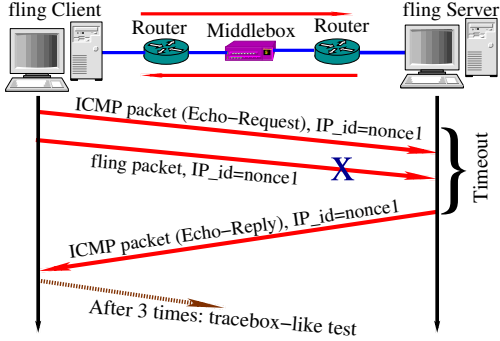 fling Client
Router
Middlebox
Router
fling Server
ICMP packet (Echo−Request), IP_id=nonce1
fling packet, IP_id=nonce1
X
Timeout
ICMP packet (Echo−Reply), IP_id=nonce1
After 3 times: tracebox−like test